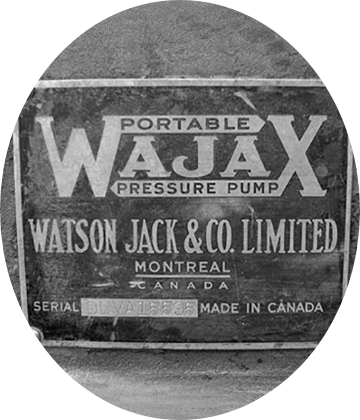 PORTABLE
WAJAX
PRESSURE PUMP
WATSON JACK & CO. LIMITED
MONTREAL
CANADA
SERIAL MADE IN CANADA